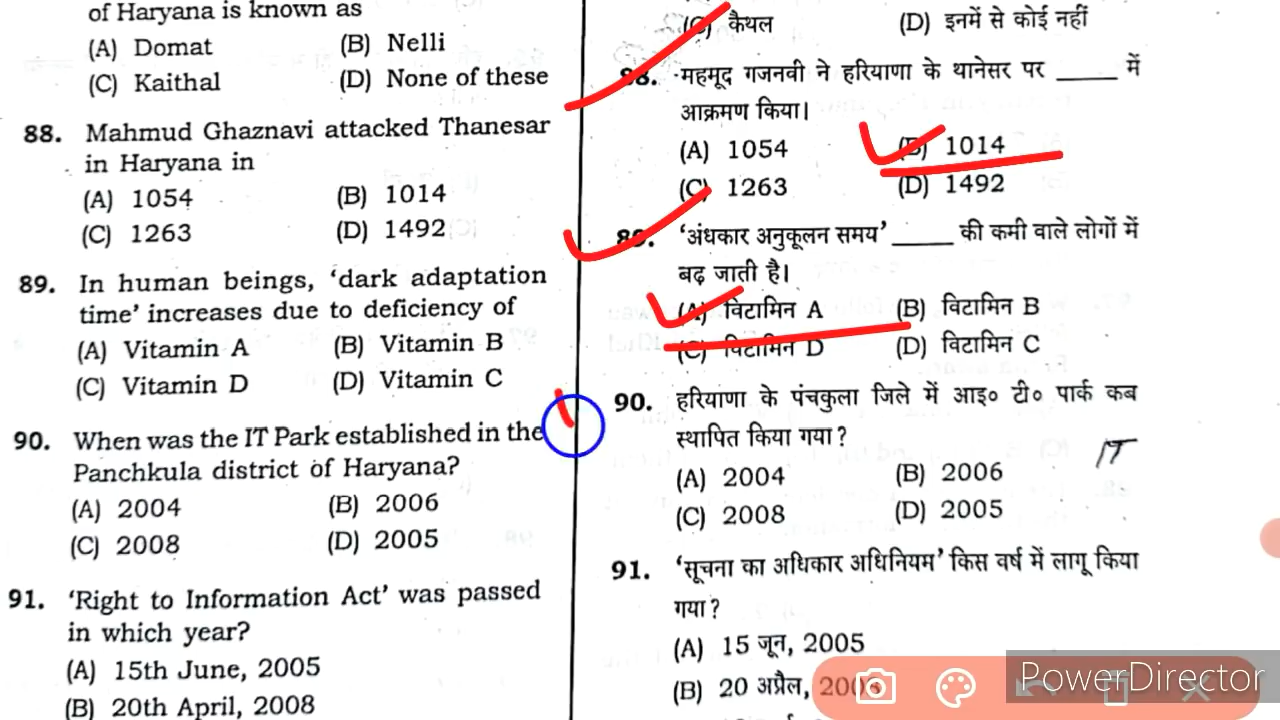 of Haryana is known as
(A) Domat (B) Nelli
(C) Kaithal (D) None of these
88. Mahmud Ghaznavi attacked Thanesar
in Haryana in
(A) 1054 (B) 1014
(C) 1263 (D) 1492
89. In human beings, ‘dark adaptation
time’ increases due to deficiency of
(A) Vitamin A (B) Vitamin B
(C) Vitamin D (D) Vitamin C
90. When was the IT Park established in the
Panchkula district of Haryana?
(A) 2004 (B) 2006
(C) 2008 (D) 2005
91. ‘Right to Information Act’ was passed
in which year?
(A) 15th June, 2005
(B) 20th April, 2008
(C) कैथल (D) इनमें से कोई नहीं
88. महमूद गजनवी ने हरियाणा के थानेसर पर _____ में
आक्रमण किया।
(A) 1054 (B) 1014
(C) 1263 (D) 1492
89. ‘अंधकार अनुकूलन समय’ _____ की कमी वाले लोगों में
बढ़ जाती है।
(A) विटामिन A (B) विटामिन B
(C) विटामिन D (D) विटामिन C
90. हरियाणा के पंचकुला जिले में आइ० टी० पार्क कब
स्थापित किया गया?
IT
(A) 2004 (B) 2006
(C) 2008 (D) 2005
91. ‘सूचना का अधिकार अधिनियम’ किस वर्ष में लागू किया
गया?
(A) 15 जून, 2005
(B) 20 अप्रैल, 2008
PowerDirector